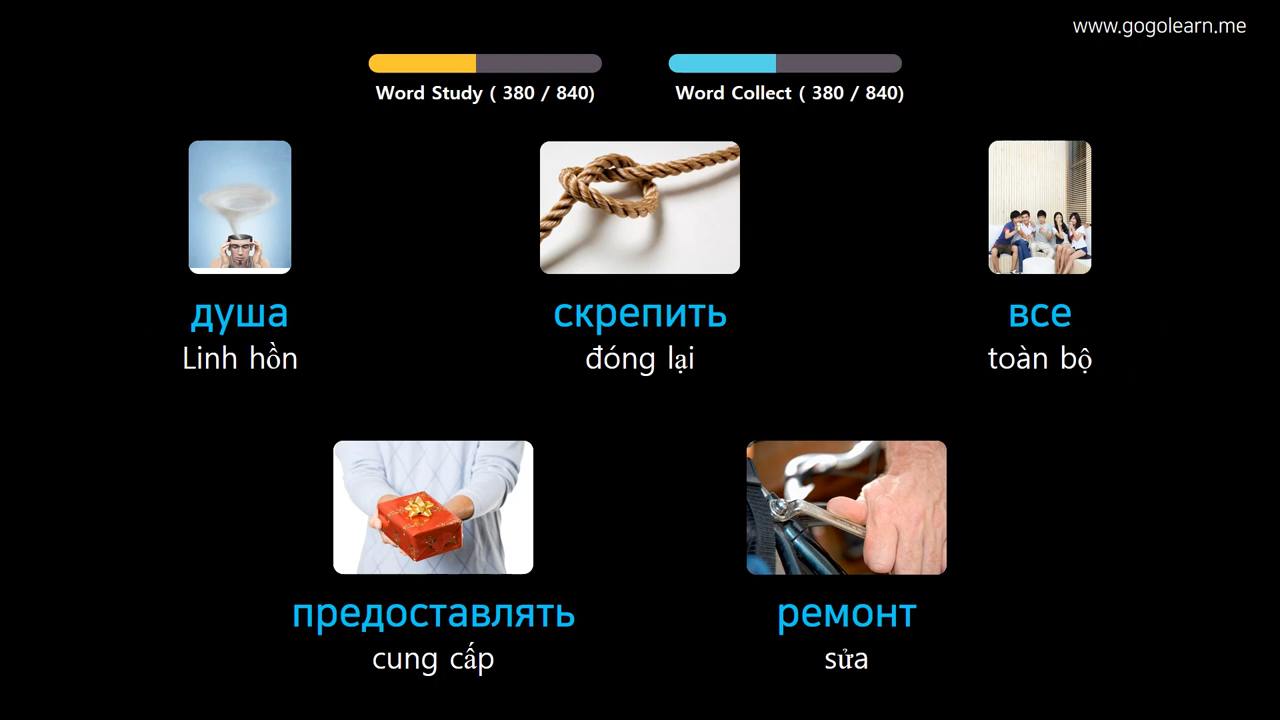 www.gogolearn.me
Word Study ( 380 / 840)
Word Collect ( 380 / 840)
душа
Linh hồn
скрепить
đóng lại
все
toàn bộ
предоставлять
cung cấp
ремонт
sửa